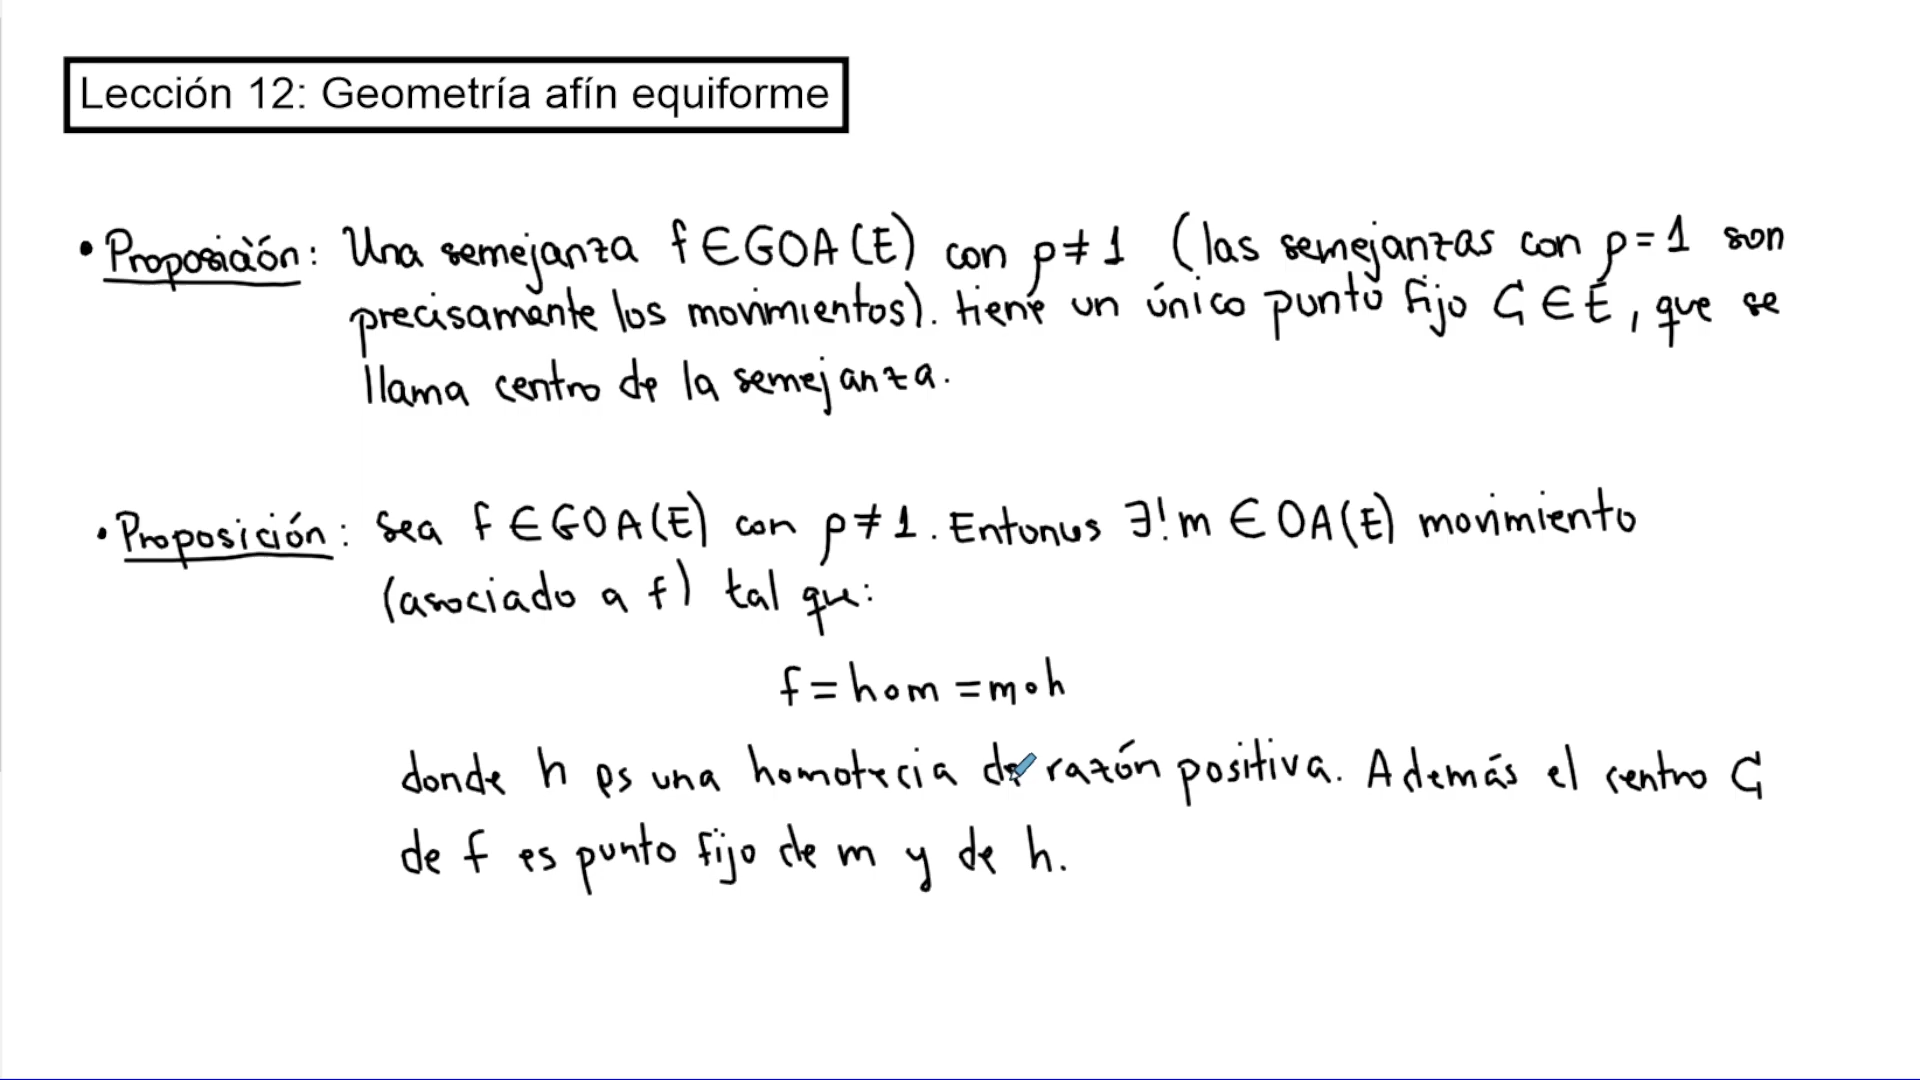 Lección 12: Geometría afín equiforme
• Proposición: Una semejanza f ∈ GOA(E) con ρ ≠ 1 (las semejanzas con ρ = 1 son
precisamente los movimientos). tiene un único punto fijo C ∈ E, que se
llama centro de la semejanza.
• Proposición: Sea f ∈ GOA(E) con ρ ≠ 1. Entonces ∃! m ∈ OA(E) movimiento
(asociado a f) tal que:
f = h∘m = m∘h
donde h es una homotecia de razón positiva. Además el centro C
de f es punto fijo de m y de h.